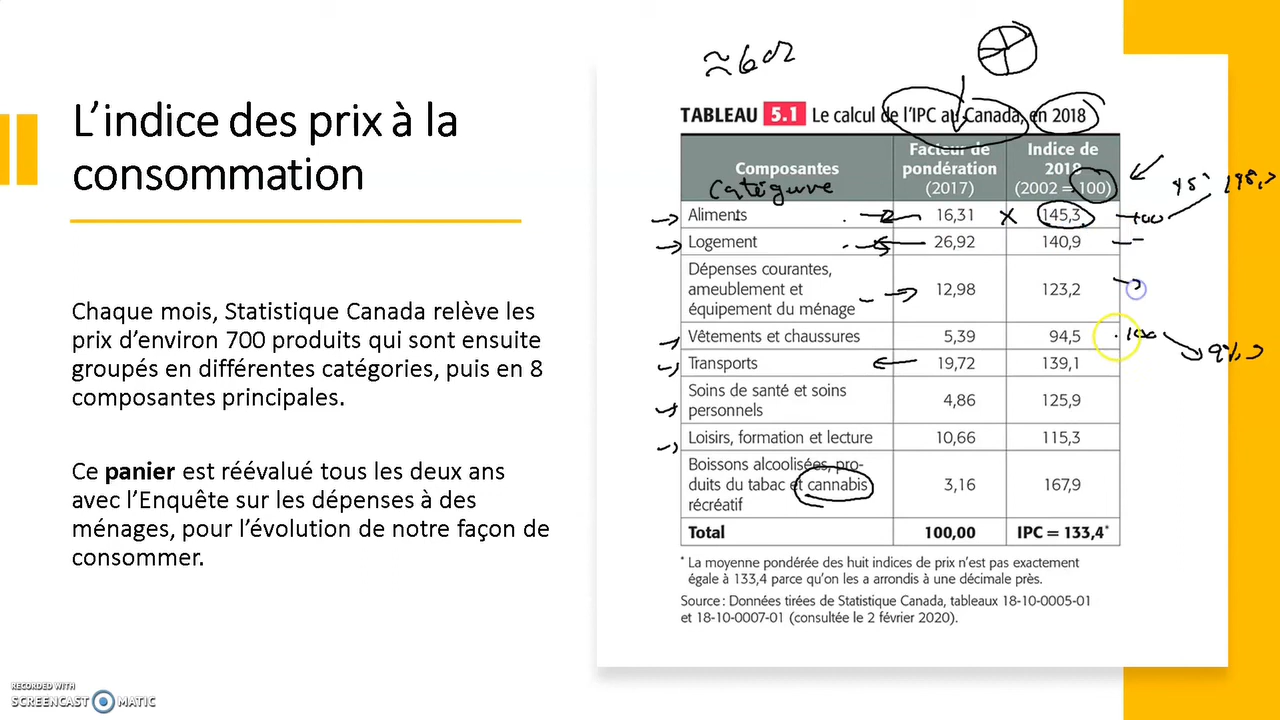 L'indice des prix à la
consommation
Chaque mois, Statistique Canada relève les
prix d'environ 700 produits qui sont ensuite
groupés en différentes catégories, puis en 8
composantes principales.
Ce panier est réévalué tous les deux ans
avec l'Enquête sur les dépenses à des
ménages, pour l'évolution de notre façon de
consommer.
TABLEAU 5.1 Le calcul de l'IPC au Canada, en 2018
Composantes Facteur de pondération (2017) Indice de 2018 (2002 = 100)
Aliments 16,31 x 145,3 100
Logement 26,92 140,9
Dépenses courantes,
ameublement et
équipement du ménage 12,98 123,2
Vêtements et chaussures 5,39 94,5 100
Transports 19,72 139,1
Soins de santé et soins
personnels 4,86 125,9
Loisirs, formation et lecture 10,66 115,3
Boissons alcoolisées, pro-
duits du tabac et cannabis
récréatif 3,16 167,9
Total 100,00 IPC = 133,4*
* La moyenne pondérée des huit indices de prix n'est pas exactement
égale à 133,4 parce qu'on les a arrondis à une décimale près.
Source : Données tirées de Statistique Canada, tableaux 18-10-0005-01
et 18-10-0007-01 (consultée le 2 février 2020).
RECORDED WITH
SCREENCAST MATIC